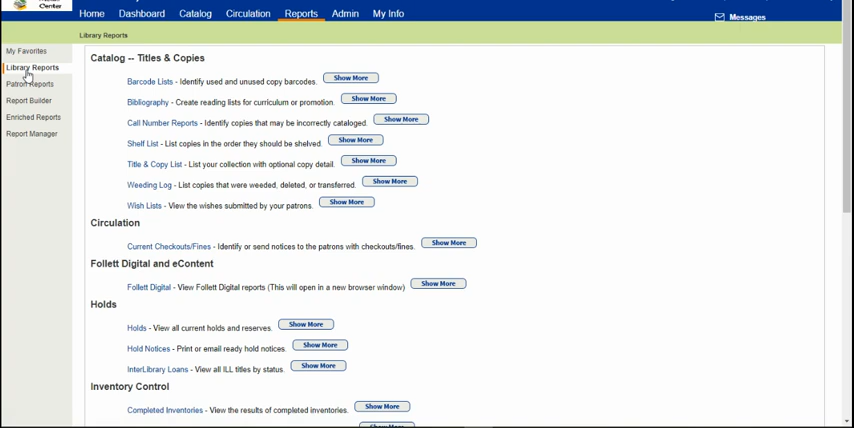 Center
Home Dashboard Catalog Circulation Reports Admin My Info
Messages
Library Reports
My Favorites
Library Reports
Patron Reports
Report Builder
Enriched Reports
Report Manager
Catalog -- Titles & Copies
Barcode Lists - Identify used and unused copy barcodes. Show More
Bibliography - Create reading lists for curriculum or promotion. Show More
Call Number Reports - Identify copies that may be incorrectly cataloged. Show More
Shelf List - List copies in the order they should be shelved. Show More
Title & Copy List - List your collection with optional copy detail. Show More
Weeding Log - List copies that were weeded, deleted, or transferred. Show More
Wish Lists - View the wishes submitted by your patrons. Show More
Circulation
Current Checkouts/Fines - Identify or send notices to the patrons with checkouts/fines. Show More
Follett Digital and eContent
Follett Digital - View Follett Digital reports (This will open in a new browser window) Show More
Holds
Holds - View all current holds and reserves. Show More
Hold Notices - Print or email ready hold notices. Show More
InterLibrary Loans - View all ILL titles by status. Show More
Inventory Control
Completed Inventories - View the results of completed inventories. Show More